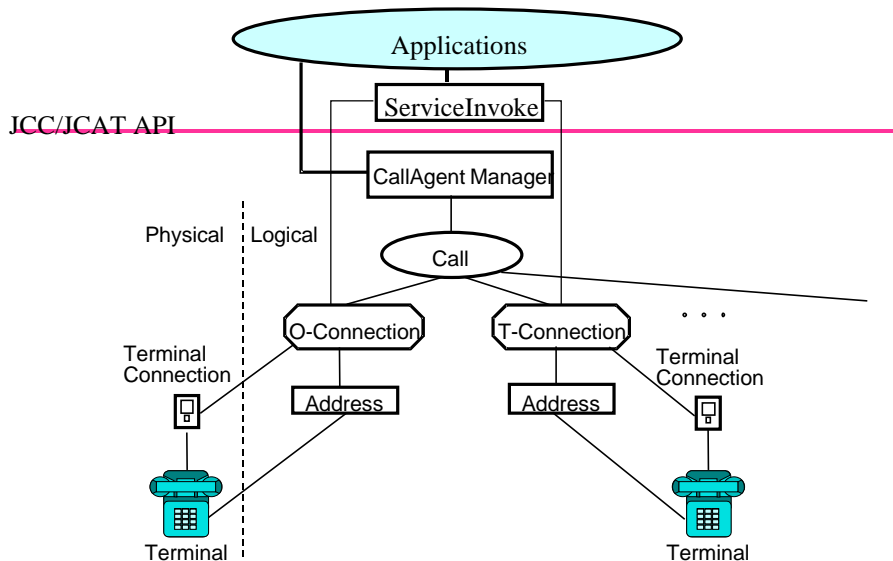 Applications
ServiceInvoke
JCC/JCAT API
CallAgent Manager
Physical
Logical
Call
O-Connection
T-Connection
. . .
Terminal
Connection
Terminal
Connection
Address
Address
Terminal
Terminal